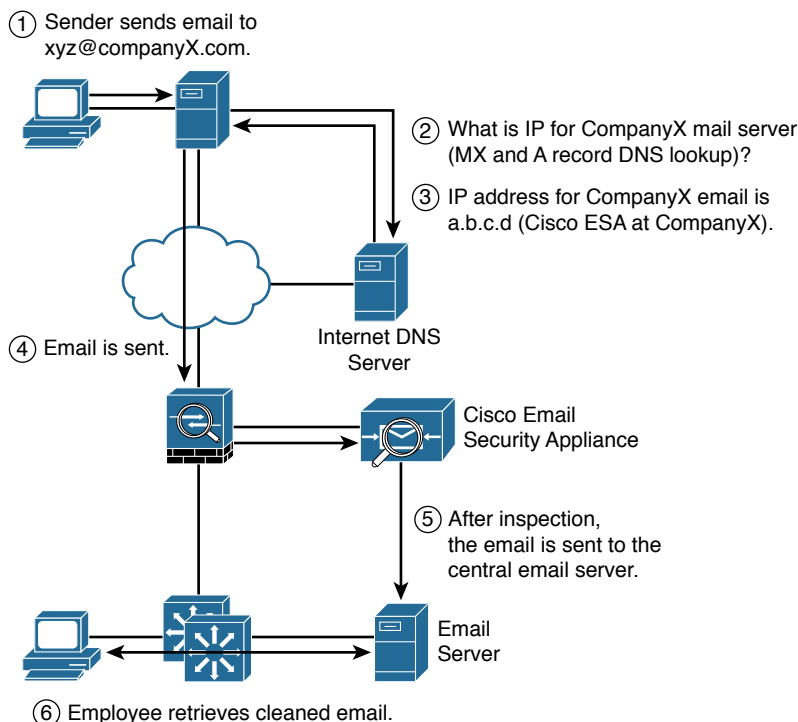 1 Sender sends email to
xyz@companyX.com.
2 What is IP for CompanyX mail server
(MX and A record DNS lookup)?
3 IP address for CompanyX email is
a.b.c.d (Cisco ESA at CompanyX).
Internet DNS
Server
4 Email is sent.
Cisco Email
Security Appliance
5 After inspection,
the email is sent to the
central email server.
Email
Server
6 Employee retrieves cleaned email.